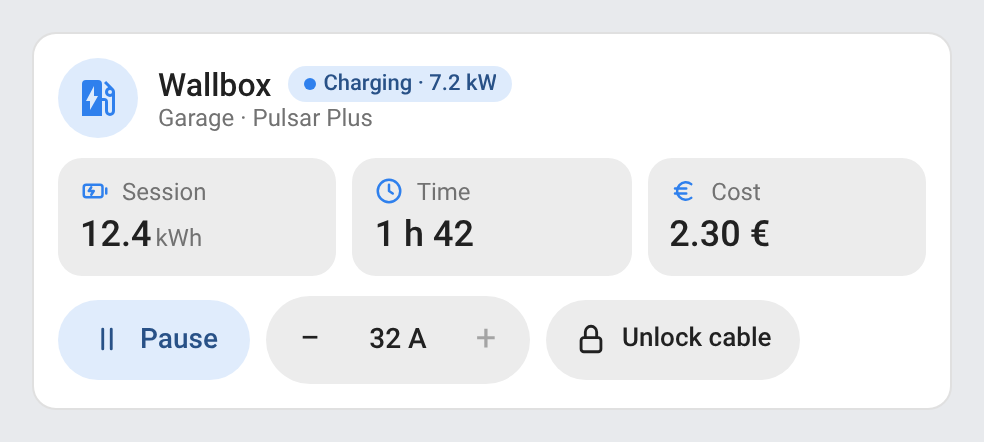 Wallbox
Charging · 7.2 kW
Garage · Pulsar Plus
Session
Time
€ Cost
12.4 kWh
1 h 42
2.30 €
Pause
− 32 A +
Unlock cable